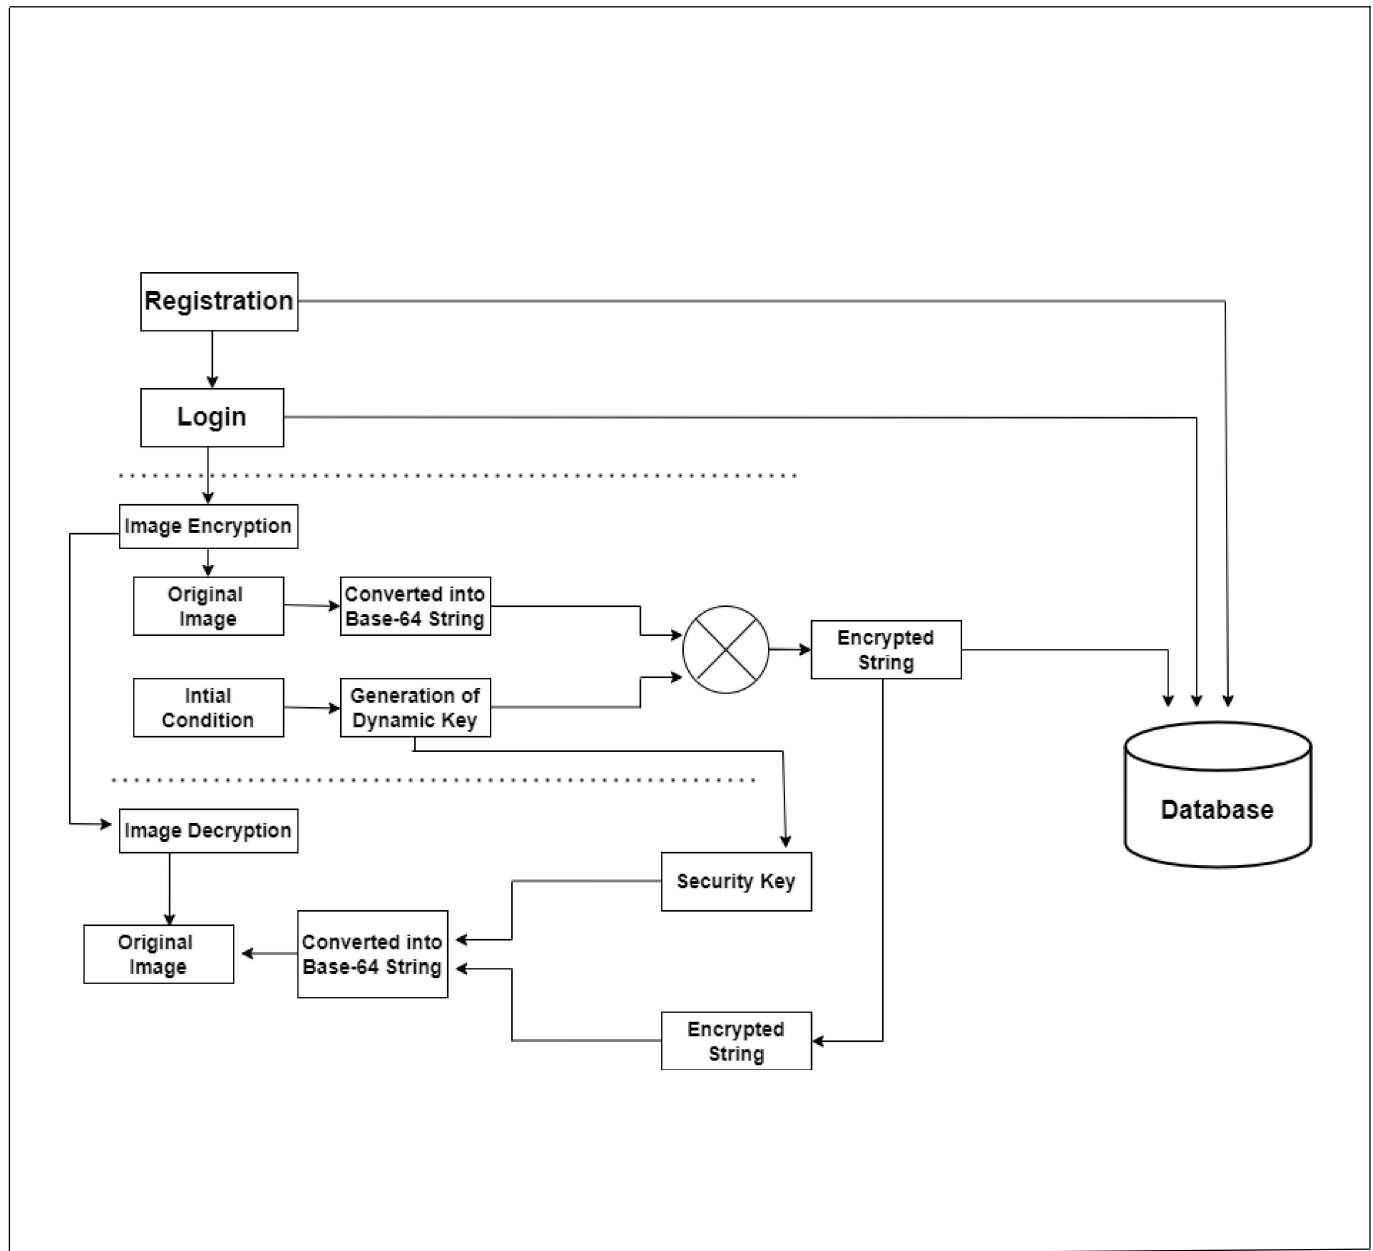 Registration
Login
Image Encryption
Original
Image
Converted into
Base-64 String
Encrypted
String
Intial
Condition
Generation of
Dynamic Key
Database
Image Decryption
Security Key
Original
Image
Converted into
Base-64 String
Encrypted
String